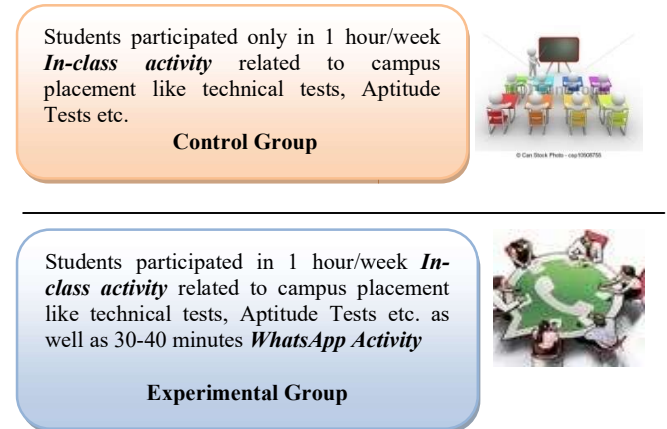 Students participated only in 1 hour/week
In-class activity related to campus
placement like technical tests, Aptitude
Tests etc.
Control Group
© Can Stock Photo - csp10908755
Students participated in 1 hour/week In-
class activity related to campus placement
like technical tests, Aptitude Tests etc. as
well as 30-40 minutes WhatsApp Activity
Experimental Group